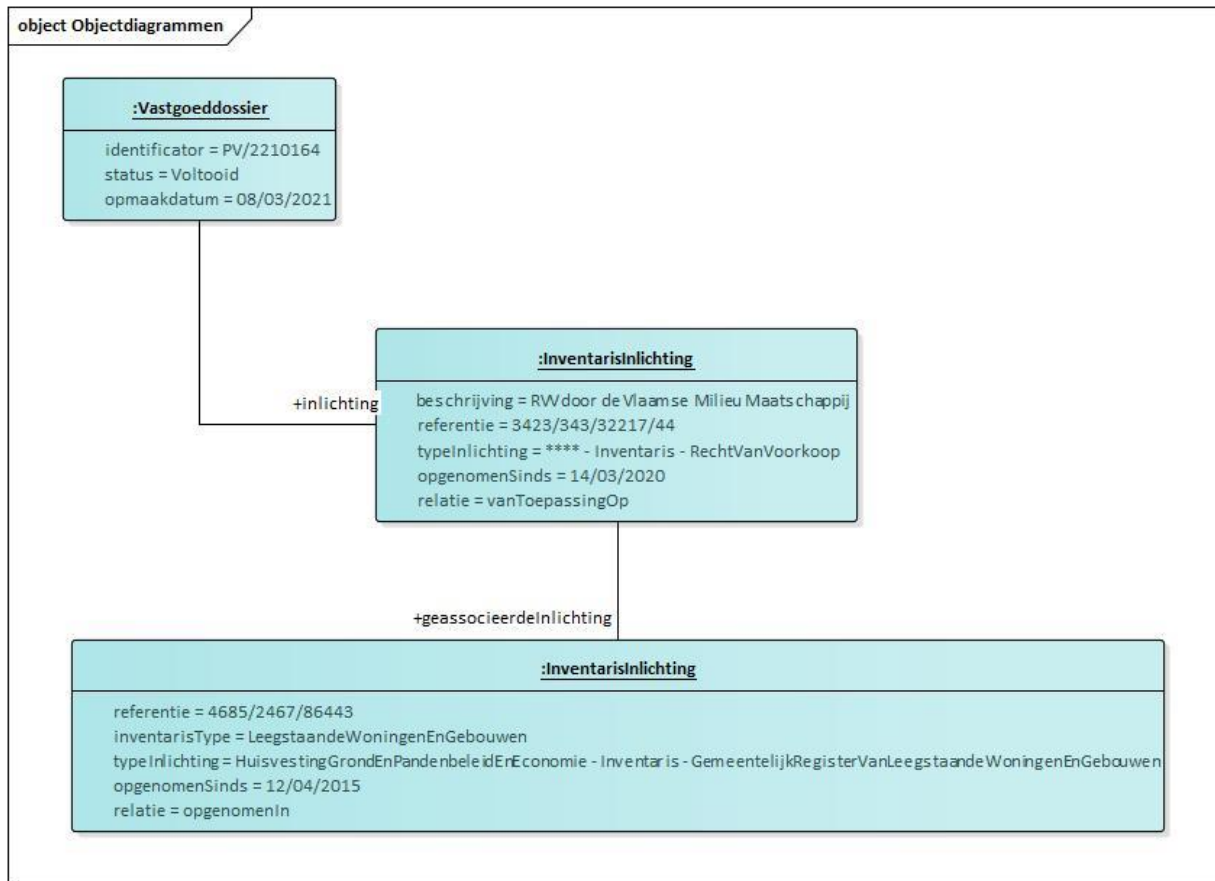 object Objectdiagrammen
:Vastgoeddossier
identificator = PV/2210164
status = Voltooid
opmaakdatum = 08/03/2021
:InventarisInlichting
+inlichting
beschrijving = RVV door de Vlaamse Milieu Maatschappij
referentie = 3423/343/32217/44
typeInlichting = **** - Inventaris - RechtVanVoorkoop
opgenomenSinds = 14/03/2020
relatie = vanToepassingOp
+geassocieerdeInlichting
:InventarisInlichting
referentie = 4685/2467/86443
inventarisType = LeegstaandeWoningenEnGebouwen
typeInlichting = HuisvestingGrondEnPandenbeleidEnEconomie - Inventaris - GemeentelijkRegisterVanLeegstaandeWoningenEnGebouwen
opgenomenSinds = 12/04/2015
relatie = opgenomenIn